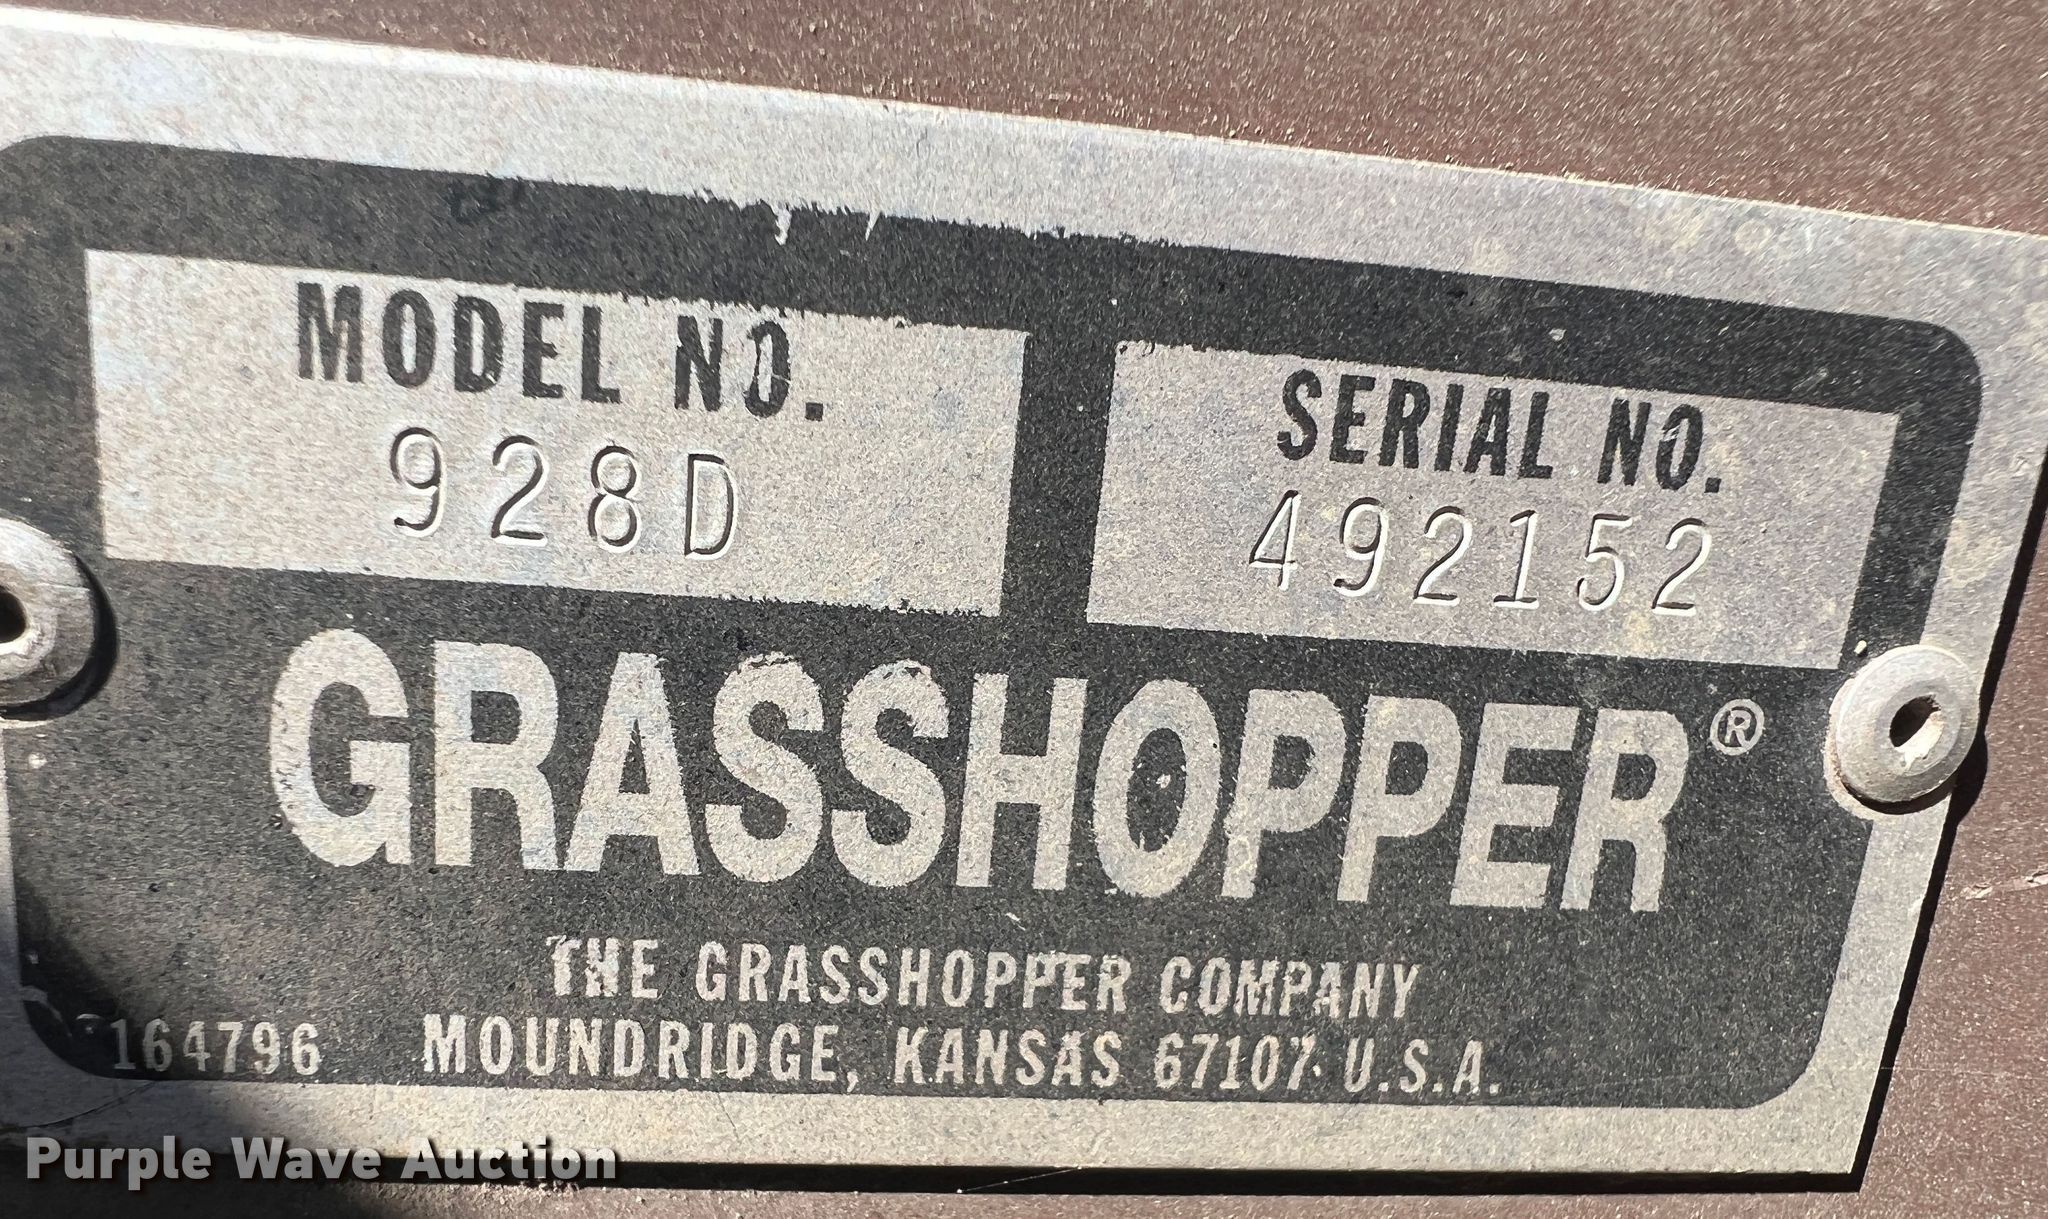 MODEL NO.
928D
SERIAL NO.
492152
GRASSHOPPER®
THE GRASSHOPPER COMPANY
164796
MOUNDRIDGE, KANSAS 67107 U.S.A.
Purple Wave Auction